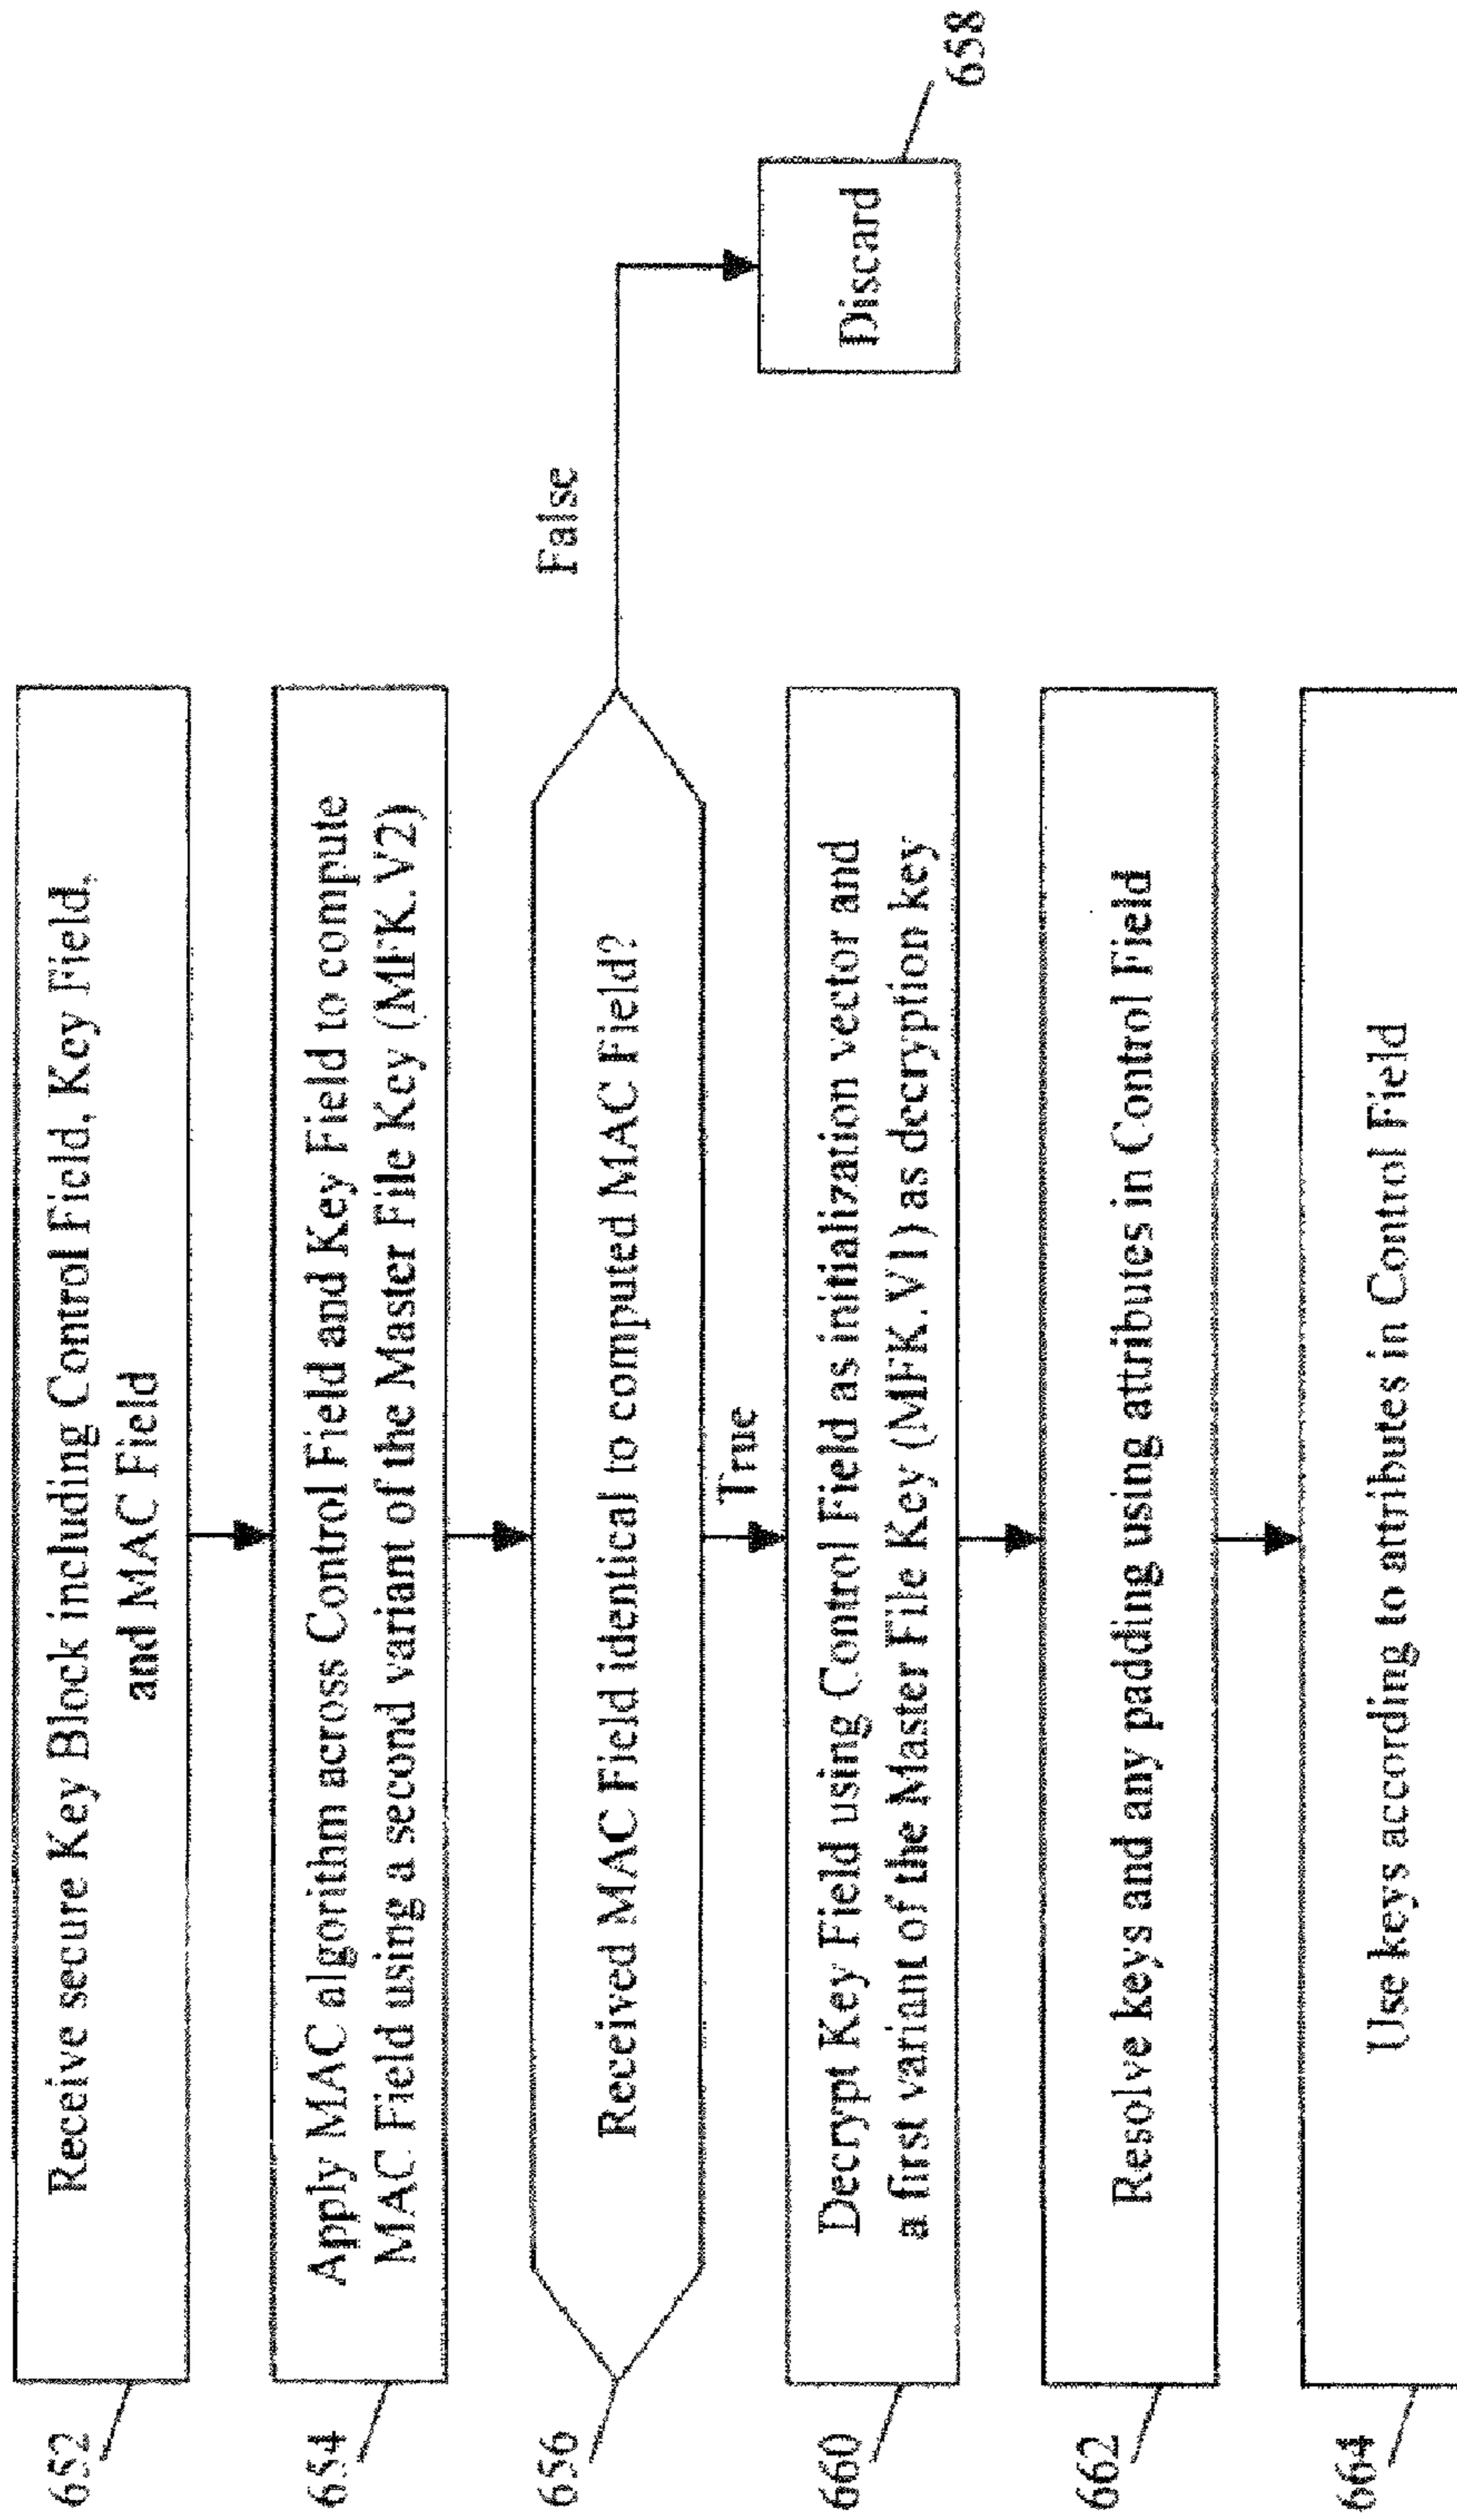 652
Receive secure Key Block including Control Field, Key Field,
and MAC Field
654
Apply MAC algorithm across Control Field and Key Field to compute
MAC Field using a second variant of the Master File Key (MFK.V2)
656
Received MAC Field identical to computed MAC Field?
False
Discard
658
True
660
Decrypt Key Field using Control Field as initialization vector and
a first variant of the Master File Key (MFK.V1) as decryption key
662
Resolve keys and any padding using attributes in Control Field
664
Use keys according to attributes in Control Field